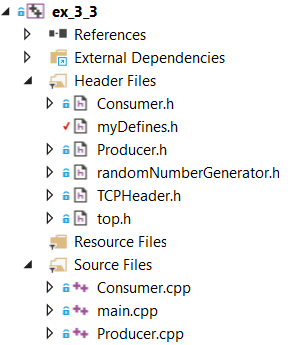 ex_3_3
References
External Dependencies
Header Files
Consumer.h
myDefines.h
Producer.h
randomNumberGenerator.h
TCPHeader.h
top.h
Resource Files
Source Files
Consumer.cpp
main.cpp
Producer.cpp